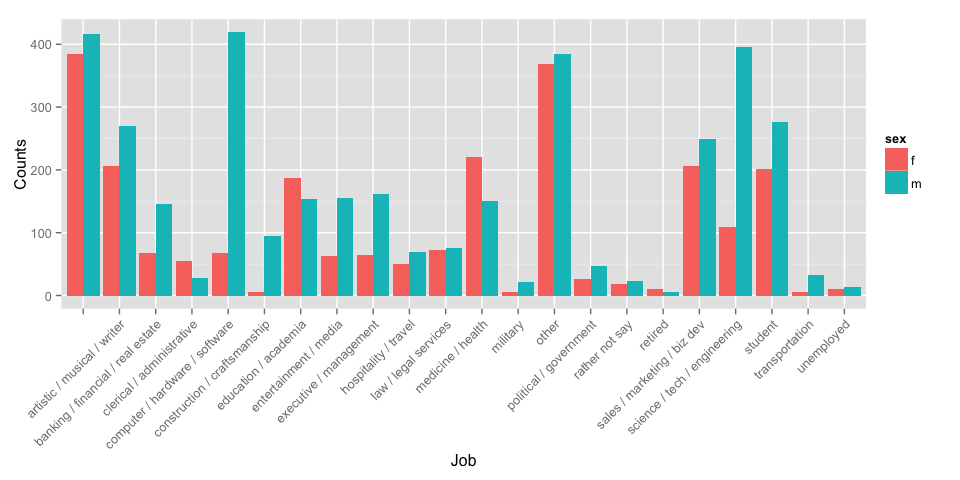 400
300
200
100
0
Counts
artistic / musical / writer
banking / financial / real estate
clerical / administrative
computer / hardware / software
construction / craftsmanship
education / academia
entertainment / media
executive / management
hospitality / travel
law / legal services
medicine / health
military
other
political / government
rather not say
retired
sales / marketing / biz dev
science / tech / engineering
student
transportation
unemployed
Job
sex
f
m